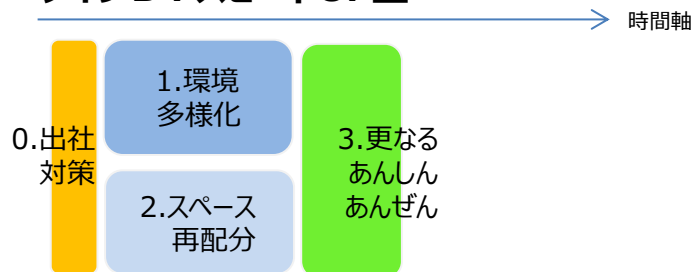 時間軸
0.出社
対策
1.環境
多様化
2.スペース
再配分
3.更なる
あんしん
あんぜん